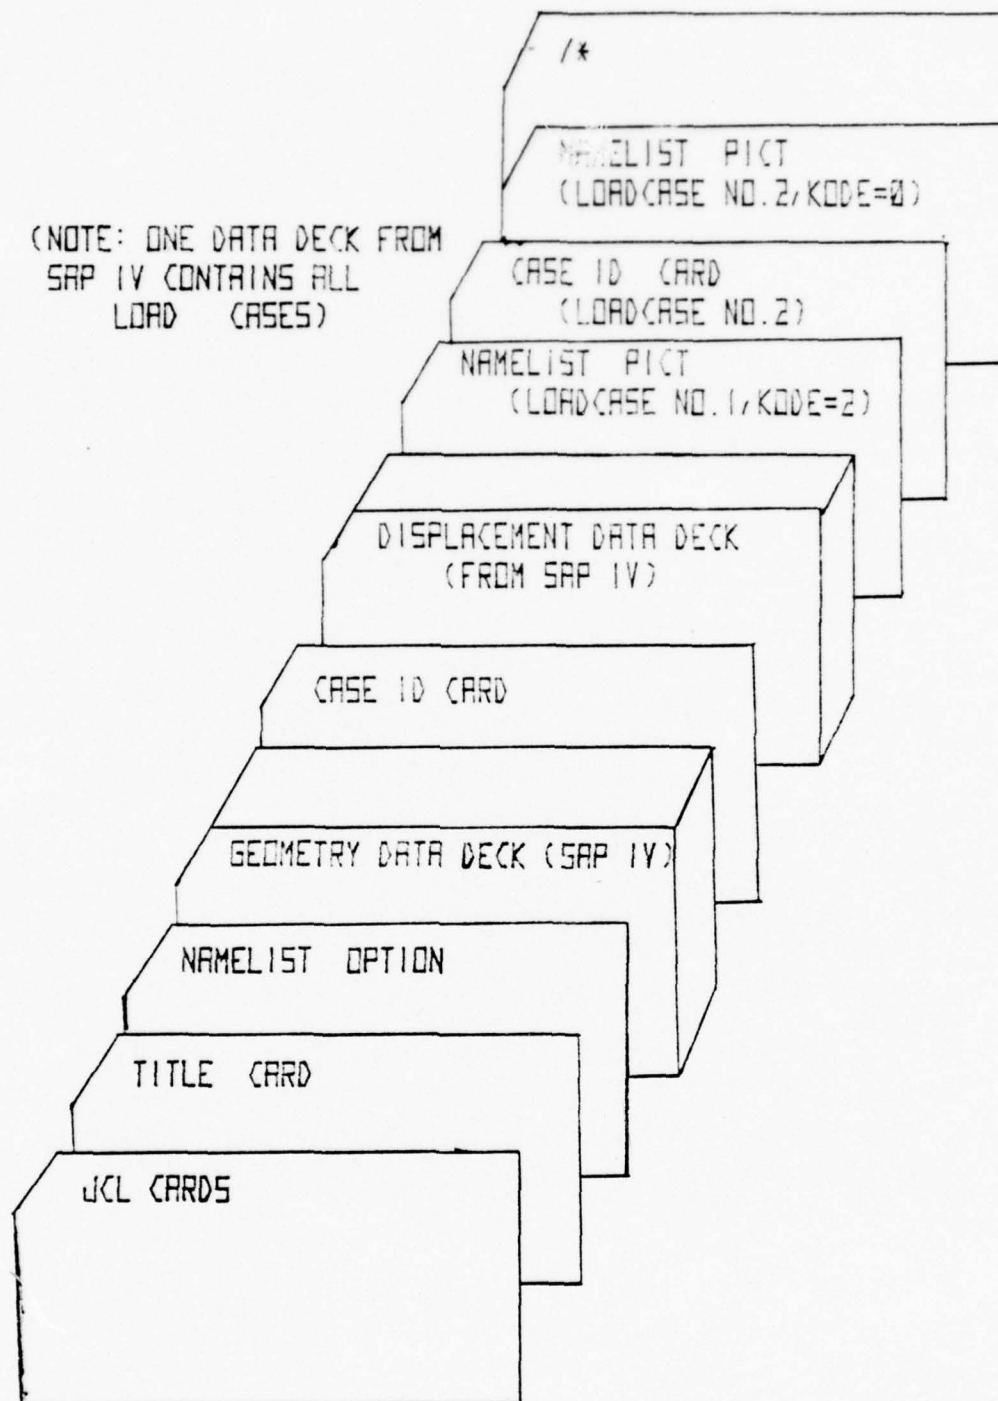 /*
NAMELIST PICT
(LOADCASE NO.2,KODE=0)
(NOTE: ONE DATA DECK FROM
SAP IV CONTAINS ALL
LOAD CASES)
CASE ID CARD
(LOADCASE NO.2)
NAMELIST PICT
(LOADCASE NO.1,KODE=2)
DISPLACEMENT DATA DECK
(FROM SAP IV)
CASE ID CARD
GEOMETRY DATA DECK (SAP IV)
NAMELIST OPTION
TITLE CARD
JCL CARDS